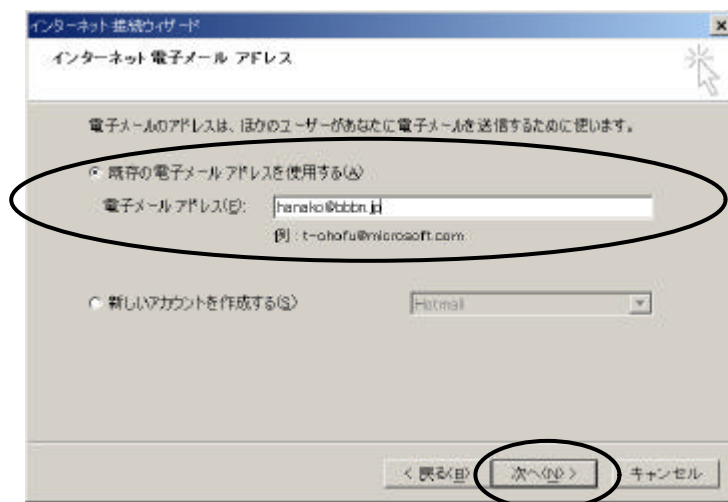 インターネット接続ウィザード
インターネット電子メール アドレス
電子メールのアドレスは、ほかのユーザーがあなたに電子メールを送信するために使います。
既存の電子メール アドレスを使用する(A)
電子メール アドレス(E): hanako@bbbn.jp
例 : t-chofu@microsoft.com
新しいアカウントを作成する(S) Hotmail
< 戻る(B) 次へ(N) > キャンセル